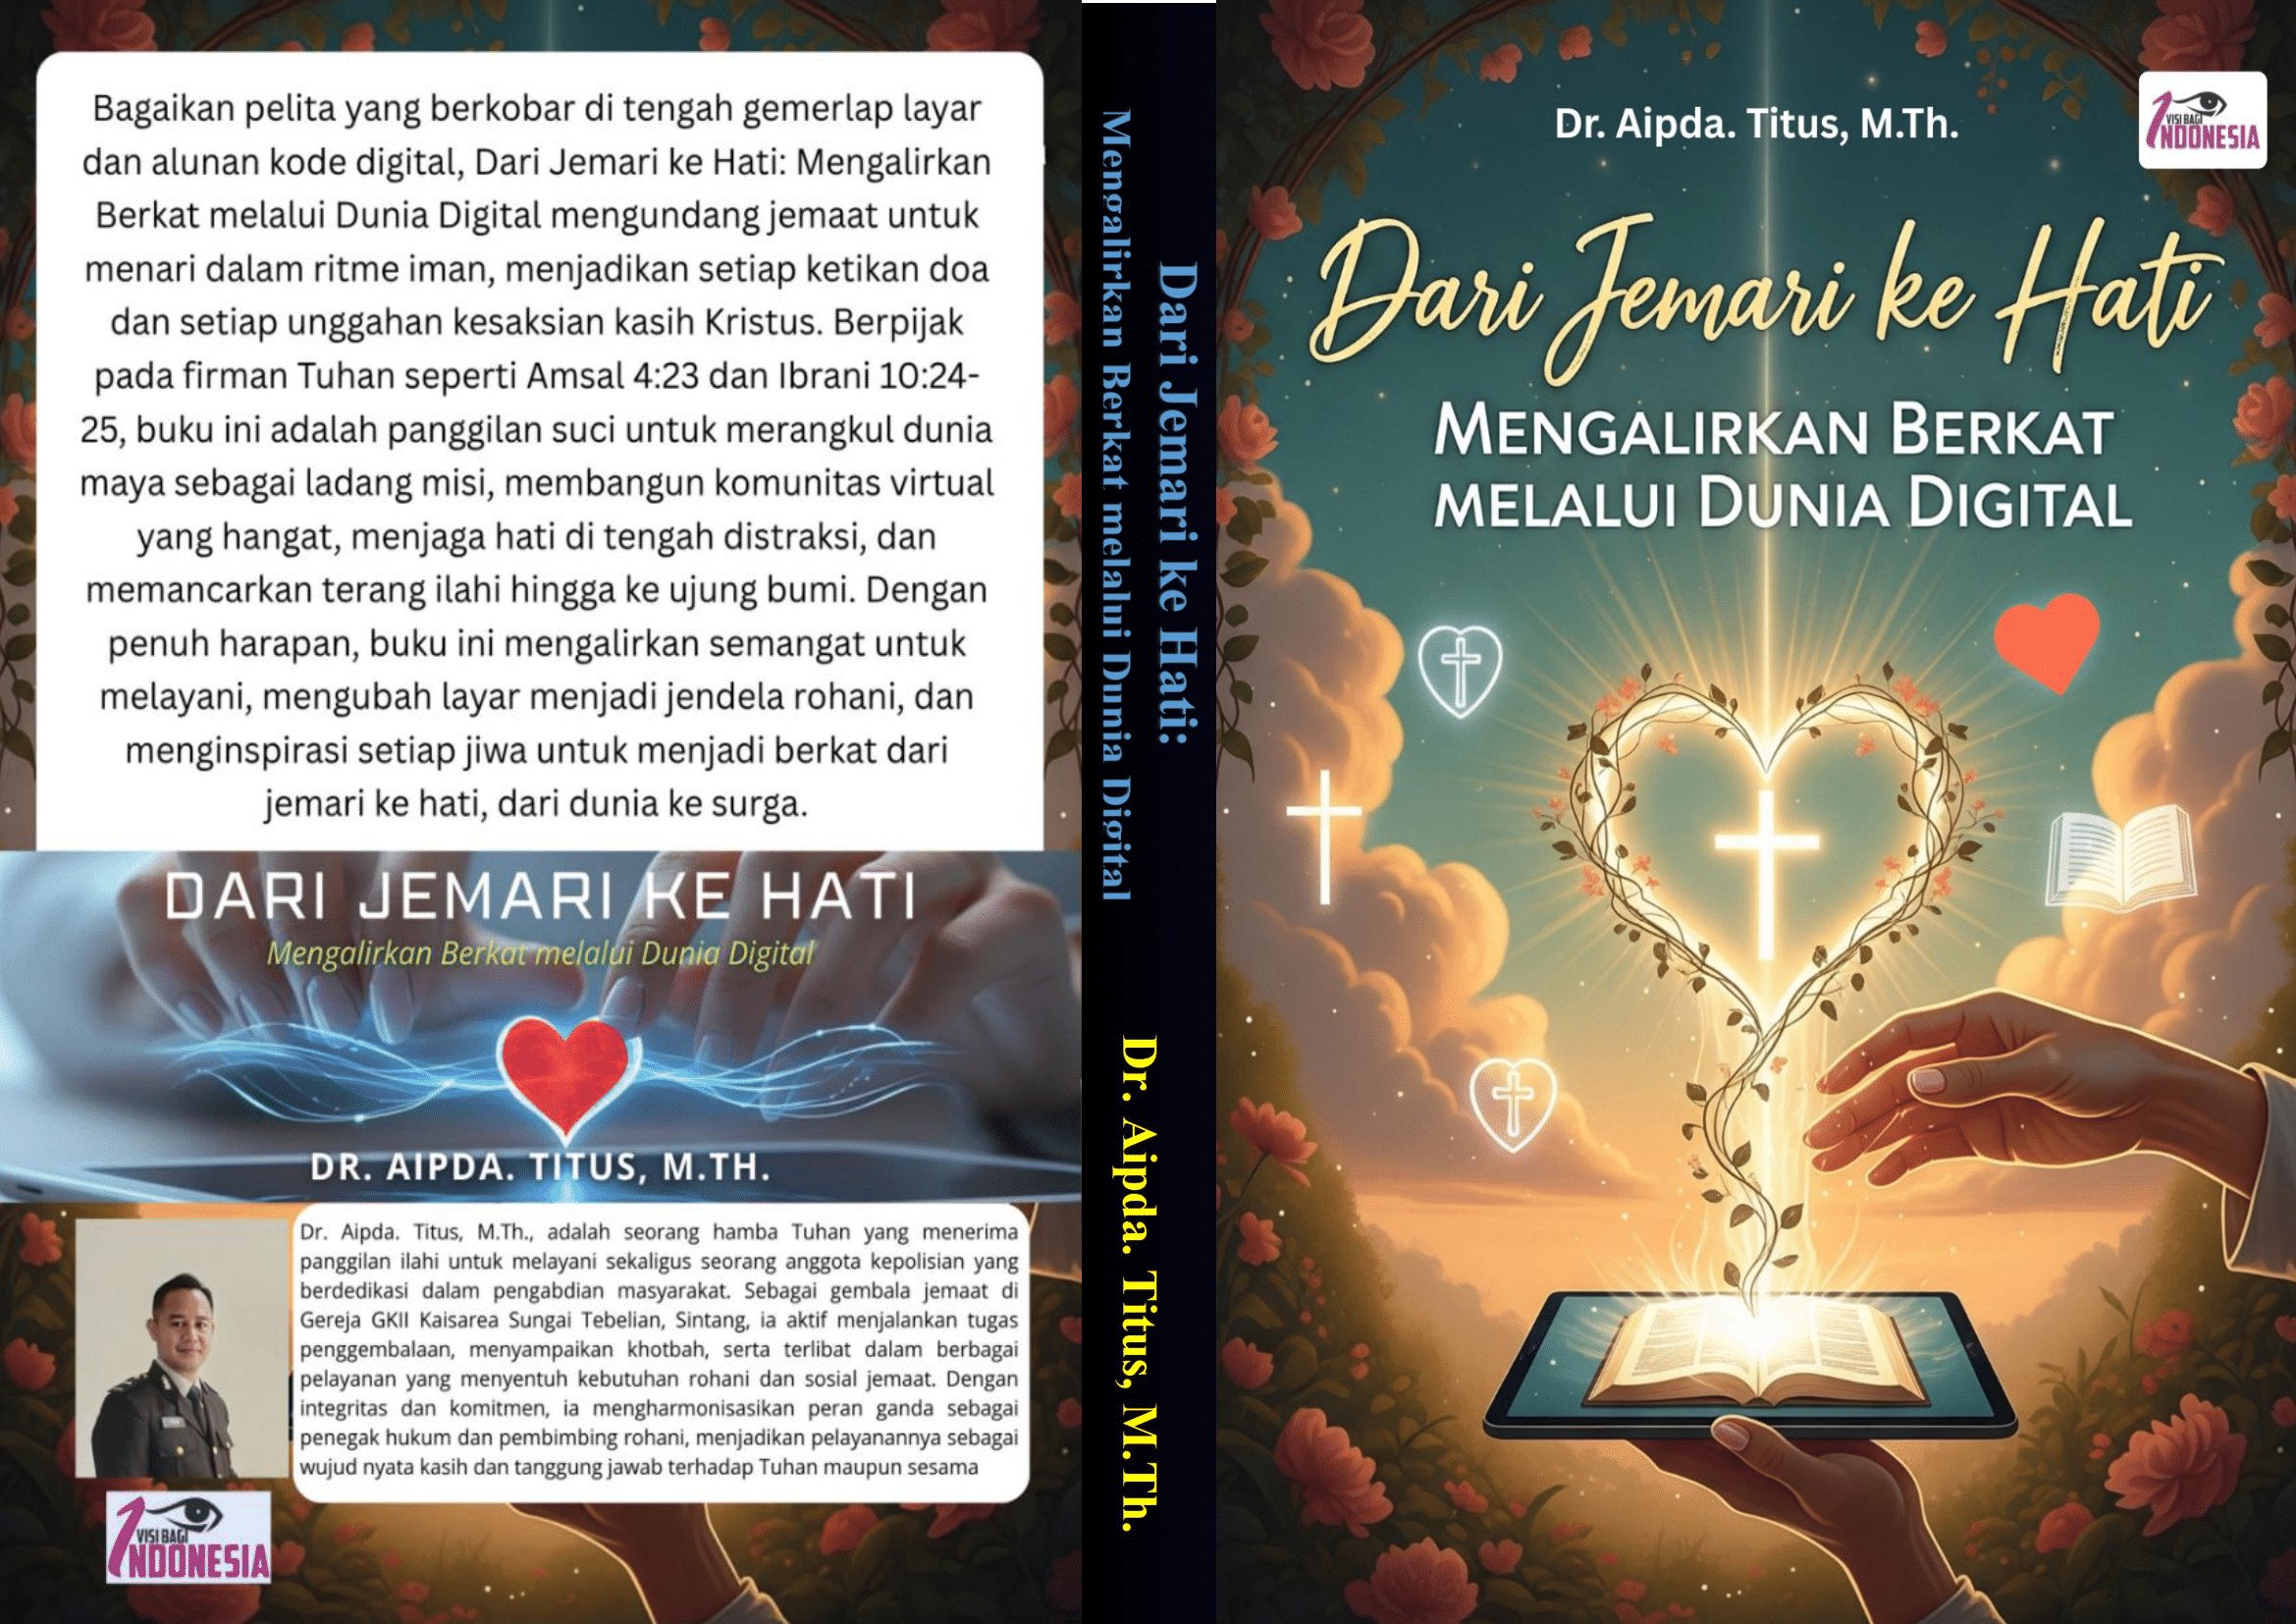 Bagaikan pelita yang berkobar di tengah gemerlap layar
dan alunan kode digital, Dari Jemari ke Hati: Mengalirkan
Berkat melalui Dunia Digital mengundang jemaat untuk
menari dalam ritme iman, menjadikan setiap ketikan doa
dan setiap unggahan kesaksian kasih Kristus. Berpijak
pada firman Tuhan seperti Amsal 4:23 dan Ibrani 10:24-
25, buku ini adalah panggilan suci untuk merangkul dunia
maya sebagai ladang misi, membangun komunitas virtual
yang hangat, menjaga hati di tengah distraksi, dan
memancarkan terang ilahi hingga ke ujung bumi. Dengan
penuh harapan, buku ini mengalirkan semangat untuk
melayani, mengubah layar menjadi jendela rohani, dan
menginspirasi setiap jiwa untuk menjadi berkat dari
jemari ke hati, dari dunia ke surga.
DARI JEMARI KE HATI
Mengalirkan Berkat melalui Dunia Digital
DR. AIPDA. TITUS, M.TH.
Dr. Aipda. Titus, M.Th., adalah seorang hamba Tuhan yang menerima
panggilan ilahi untuk melayani sekaligus seorang anggota kepolisian yang
berdedikasi dalam pengabdian masyarakat. Sebagai gembala jemaat di
Gereja GKII Kaisarea Sungai Tebelian, Sintang, ia aktif menjalankan tugas
penggembalaan, menyampaikan khotbah, serta terlibat dalam berbagai
pelayanan yang menyentuh kebutuhan rohani dan sosial jemaat. Dengan
integritas dan komitmen, ia mengharmonisasikan peran ganda sebagai
penegak hukum dan pembimbing rohani, menjadikan pelayanannya sebagai
wujud nyata kasih dan tanggung jawab terhadap Tuhan maupun sesama
1 VISI BAGI
INDONESIA
Dari Jemari ke Hati:
Mengalirkan Berkat melalui Dunia Digital
Dr. Aipda. Titus, M.Th.
Dr. Aipda. Titus, M.Th.
1 VISI BAGI
INDONESIA
Dari Jemari ke Hati
MENGALIRKAN BERKAT
MELALUI DUNIA DIGITAL